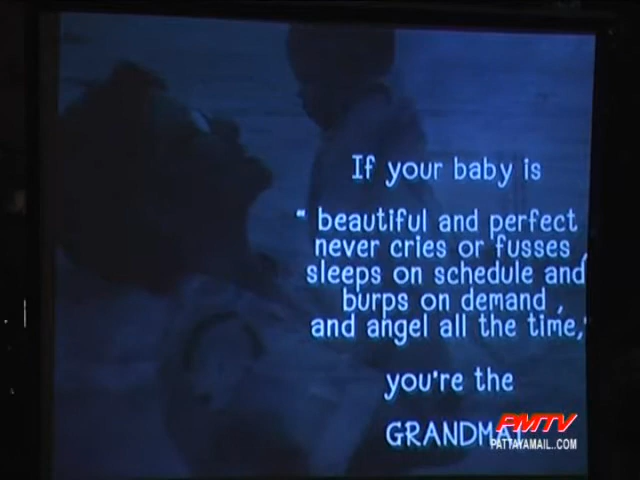 If your baby is
" beautiful and perfect
never cries or fusses ,
sleeps on schedule and
burps on demand ,
and angel all the time,"
you're the
GRANDMA!
PMTV
PATTAYAMAIL.COM